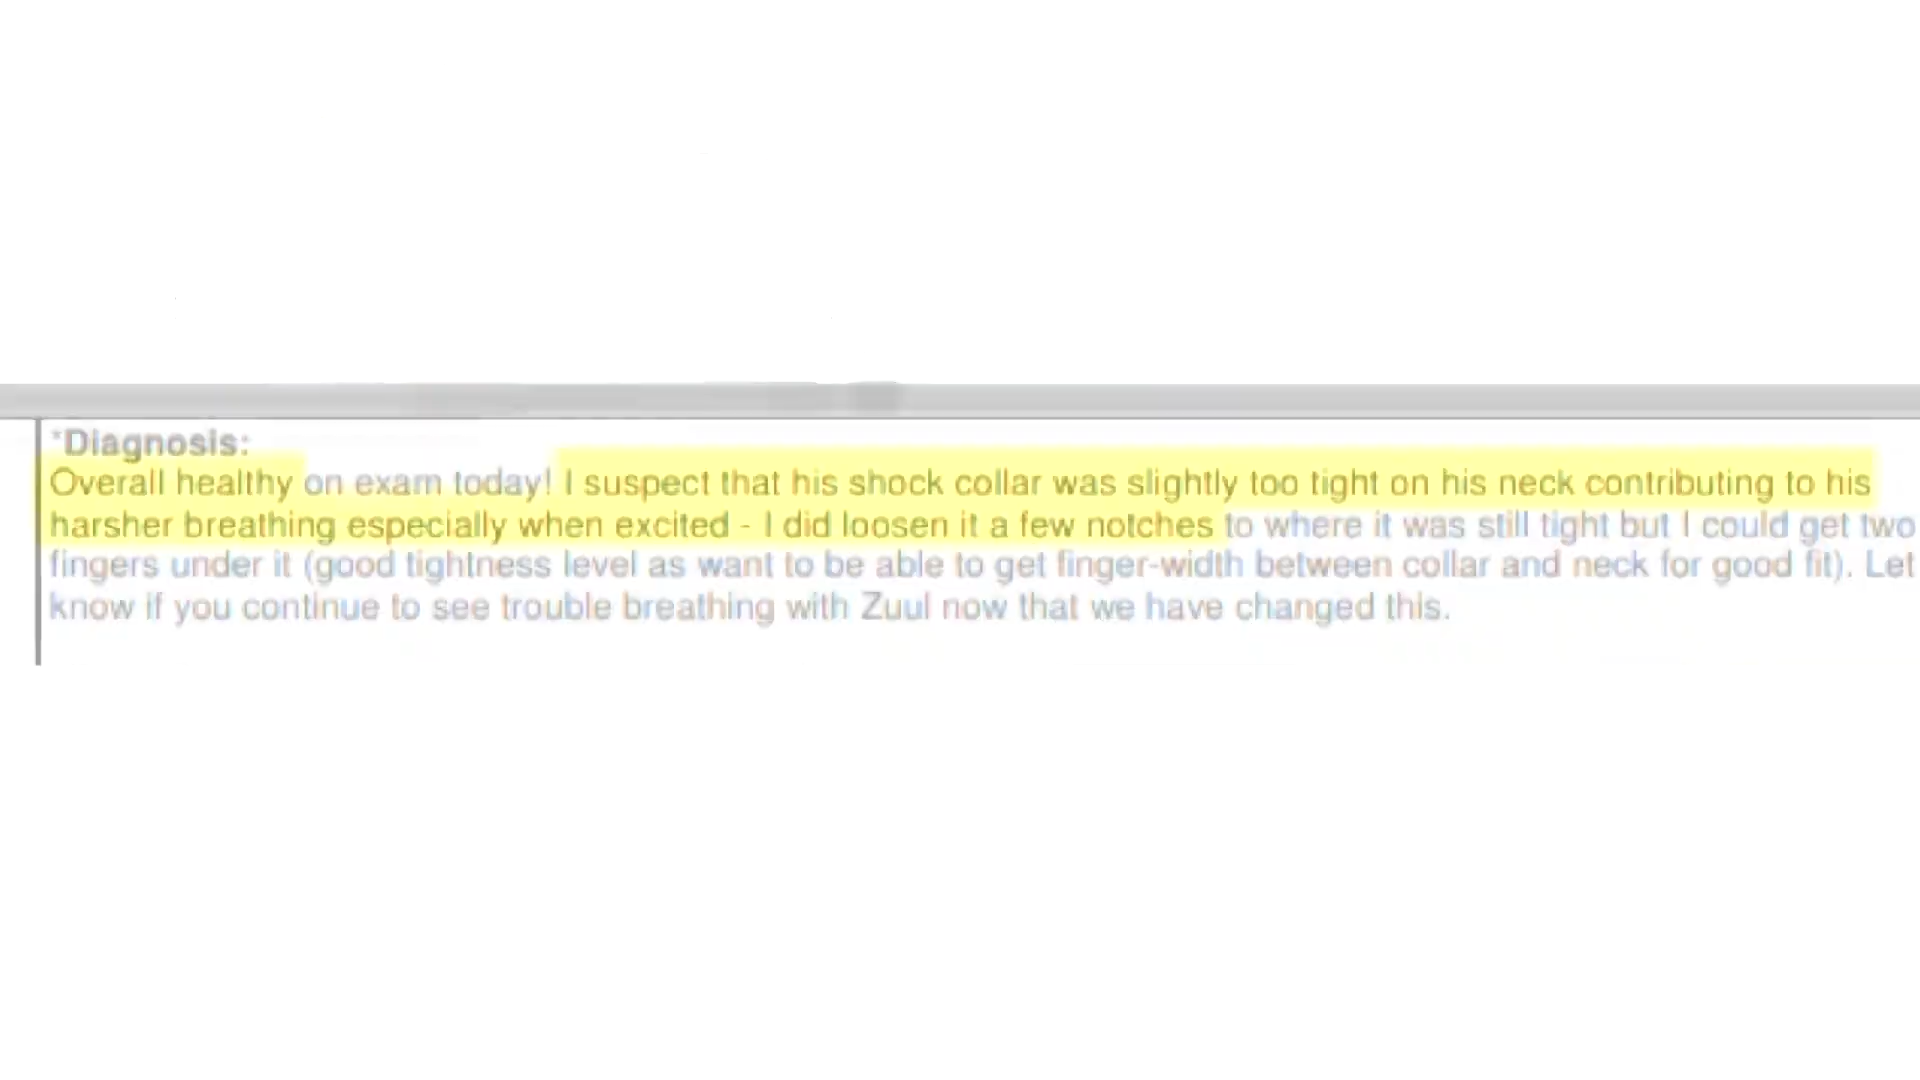 *Diagnosis:
Overall healthy on exam today! I suspect that his shock collar was slightly too tight on his neck contributing to his
harsher breathing especially when excited - I did loosen it a few notches to where it was still tight but I could get two
fingers under it (good tightness level as want to be able to get finger-width between collar and neck for good fit). Let
know if you continue to see trouble breathing with Zuul now that we have changed this.